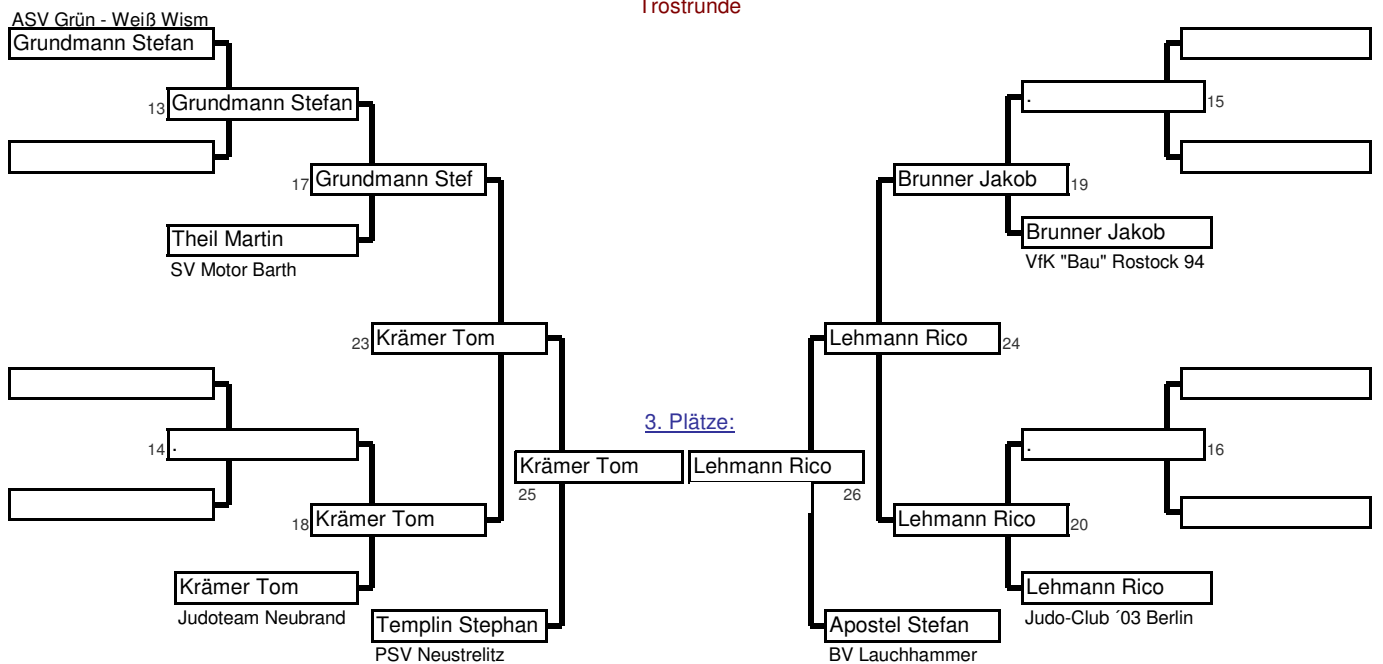 Trostrunde
ASV Grün - Weiß Wism
Grundmann Stefan
13 Grundmann Stefan
. 15
17 Grundmann Stef
Brunner Jakob 19
Theil Martin
SV Motor Barth
Brunner Jakob
VfK "Bau" Rostock 94
23 Krämer Tom
Lehmann Rico 24
3. Plätze:
14 .
. 16
Krämer Tom
25
Lehmann Rico
26
18 Krämer Tom
Lehmann Rico 20
Krämer Tom
Judoteam Neubrand
Lehmann Rico
Judo-Club ´03 Berlin
Templin Stephan
PSV Neustrelitz
Apostel Stefan
BV Lauchhammer